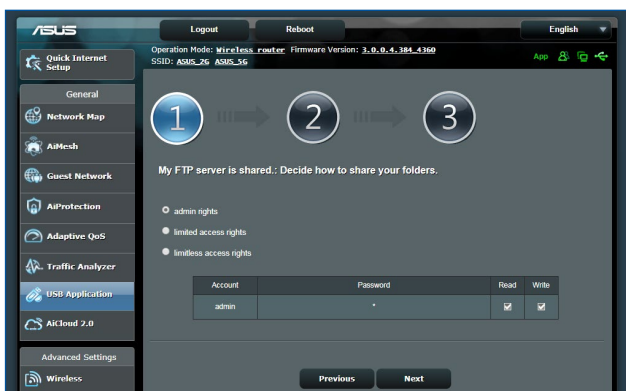 ASUS
Logout
Reboot
English
Quick Internet
Setup
Operation Mode: Wireless router Firmware Version: 3.0.0.4.384_4360
SSID: ASUS_2G ASUS_5G
App
General
Network Map
AiMesh
Guest Network
AiProtection
Adaptive QoS
Traffic Analyzer
USB Application
AiCloud 2.0
Advanced Settings
Wireless
1
2
3
My FTP server is shared.: Decide how to share your folders.
admin rights
limited access rights
limitless access rights
Account Password Read Write
admin *
Previous Next